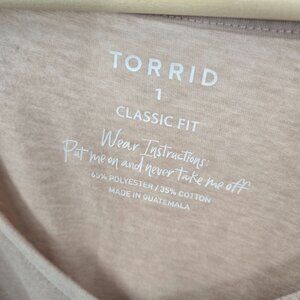 TORRID
1
CLASSIC FIT
Wear Instructions:
Put me on and never take me off
65% POLYESTER / 35% COTTON
MADE IN GUATEMALA